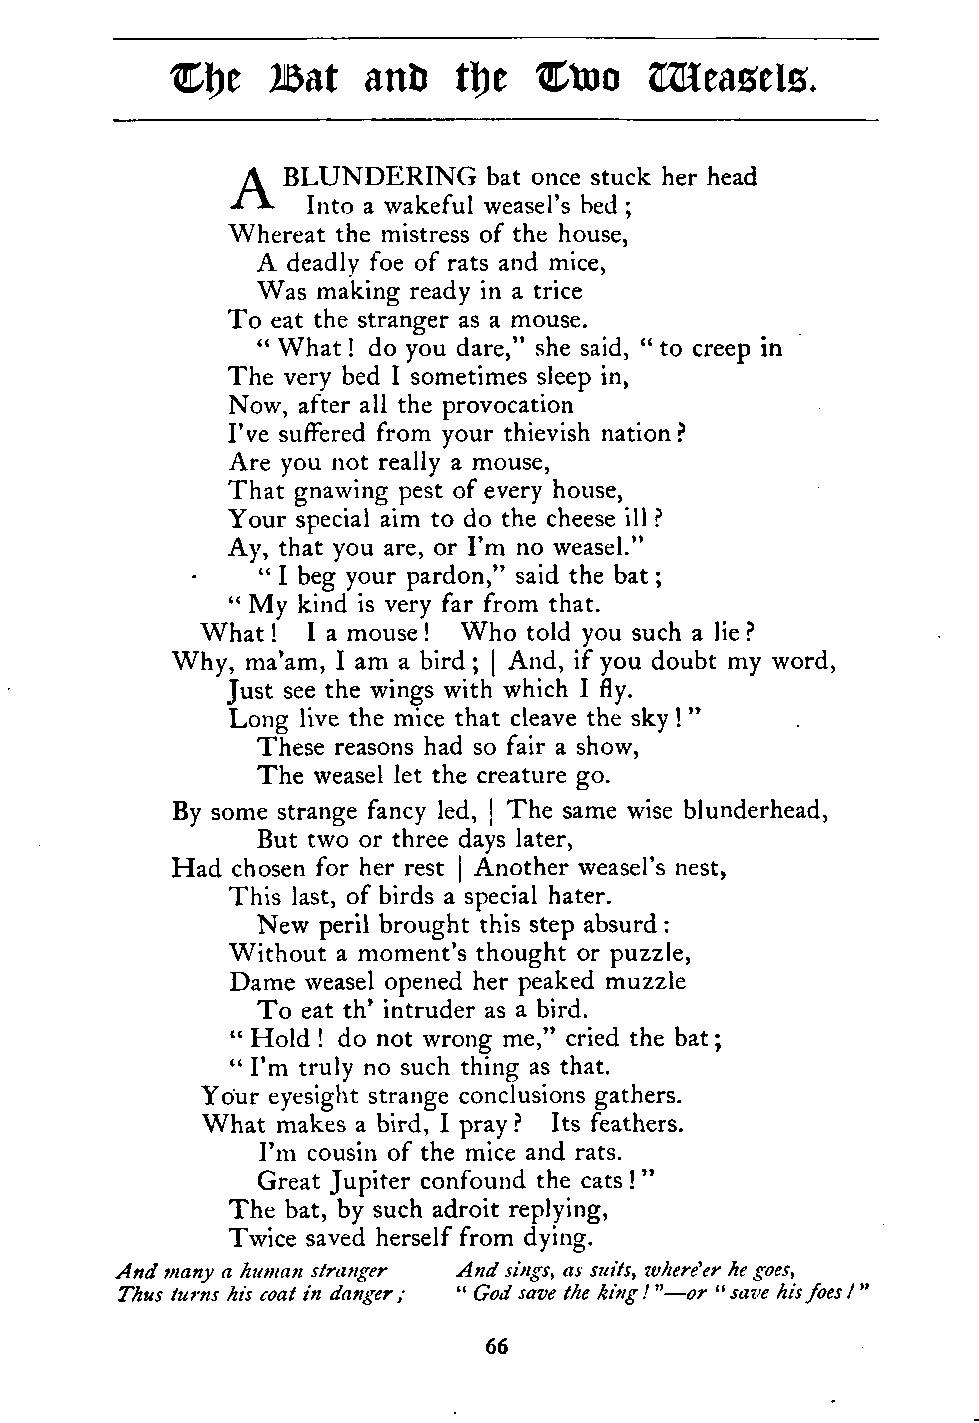 The Bat and the Two Weasels.
A BLUNDERING bat once stuck her head
Into a wakeful weasel's bed;
Whereat the mistress of the house,
A deadly foe of rats and mice,
Was making ready in a trice
To eat the stranger as a mouse.
"What! do you dare," she said, "to creep in
The very bed I sometimes sleep in,
Now, after all the provocation
I've suffered from your thievish nation?
Are you not really a mouse,
That gnawing pest of every house,
Your special aim to do the cheese ill?
Ay, that you are, or I'm no weasel."
"I beg your pardon," said the bat;
"My kind is very far from that.
What! I a mouse! Who told you such a lie?
Why, ma'am, I am a bird; | And, if you doubt my word,
Just see the wings with which I fly.
Long live the mice that cleave the sky!"
These reasons had so fair a show,
The weasel let the creature go.
By some strange fancy led, | The same wise blunderhead,
But two or three days later,
Had chosen for her rest | Another weasel's nest,
This last, of birds a special hater.
New peril brought this step absurd:
Without a moment's thought or puzzle,
Dame weasel opened her peaked muzzle
To eat th' intruder as a bird.
"Hold! do not wrong me," cried the bat;
"I'm truly no such thing as that.
Your eyesight strange conclusions gathers.
What makes a bird, I pray? Its feathers.
I'm cousin of the mice and rats.
Great Jupiter confound the cats!"
The bat, by such adroit replying,
Twice saved herself from dying.
And many a human stranger
Thus turns his coat in danger;
And sings, as suits, where'er he goes,
"God save the king!"—or "save his foes!"
66